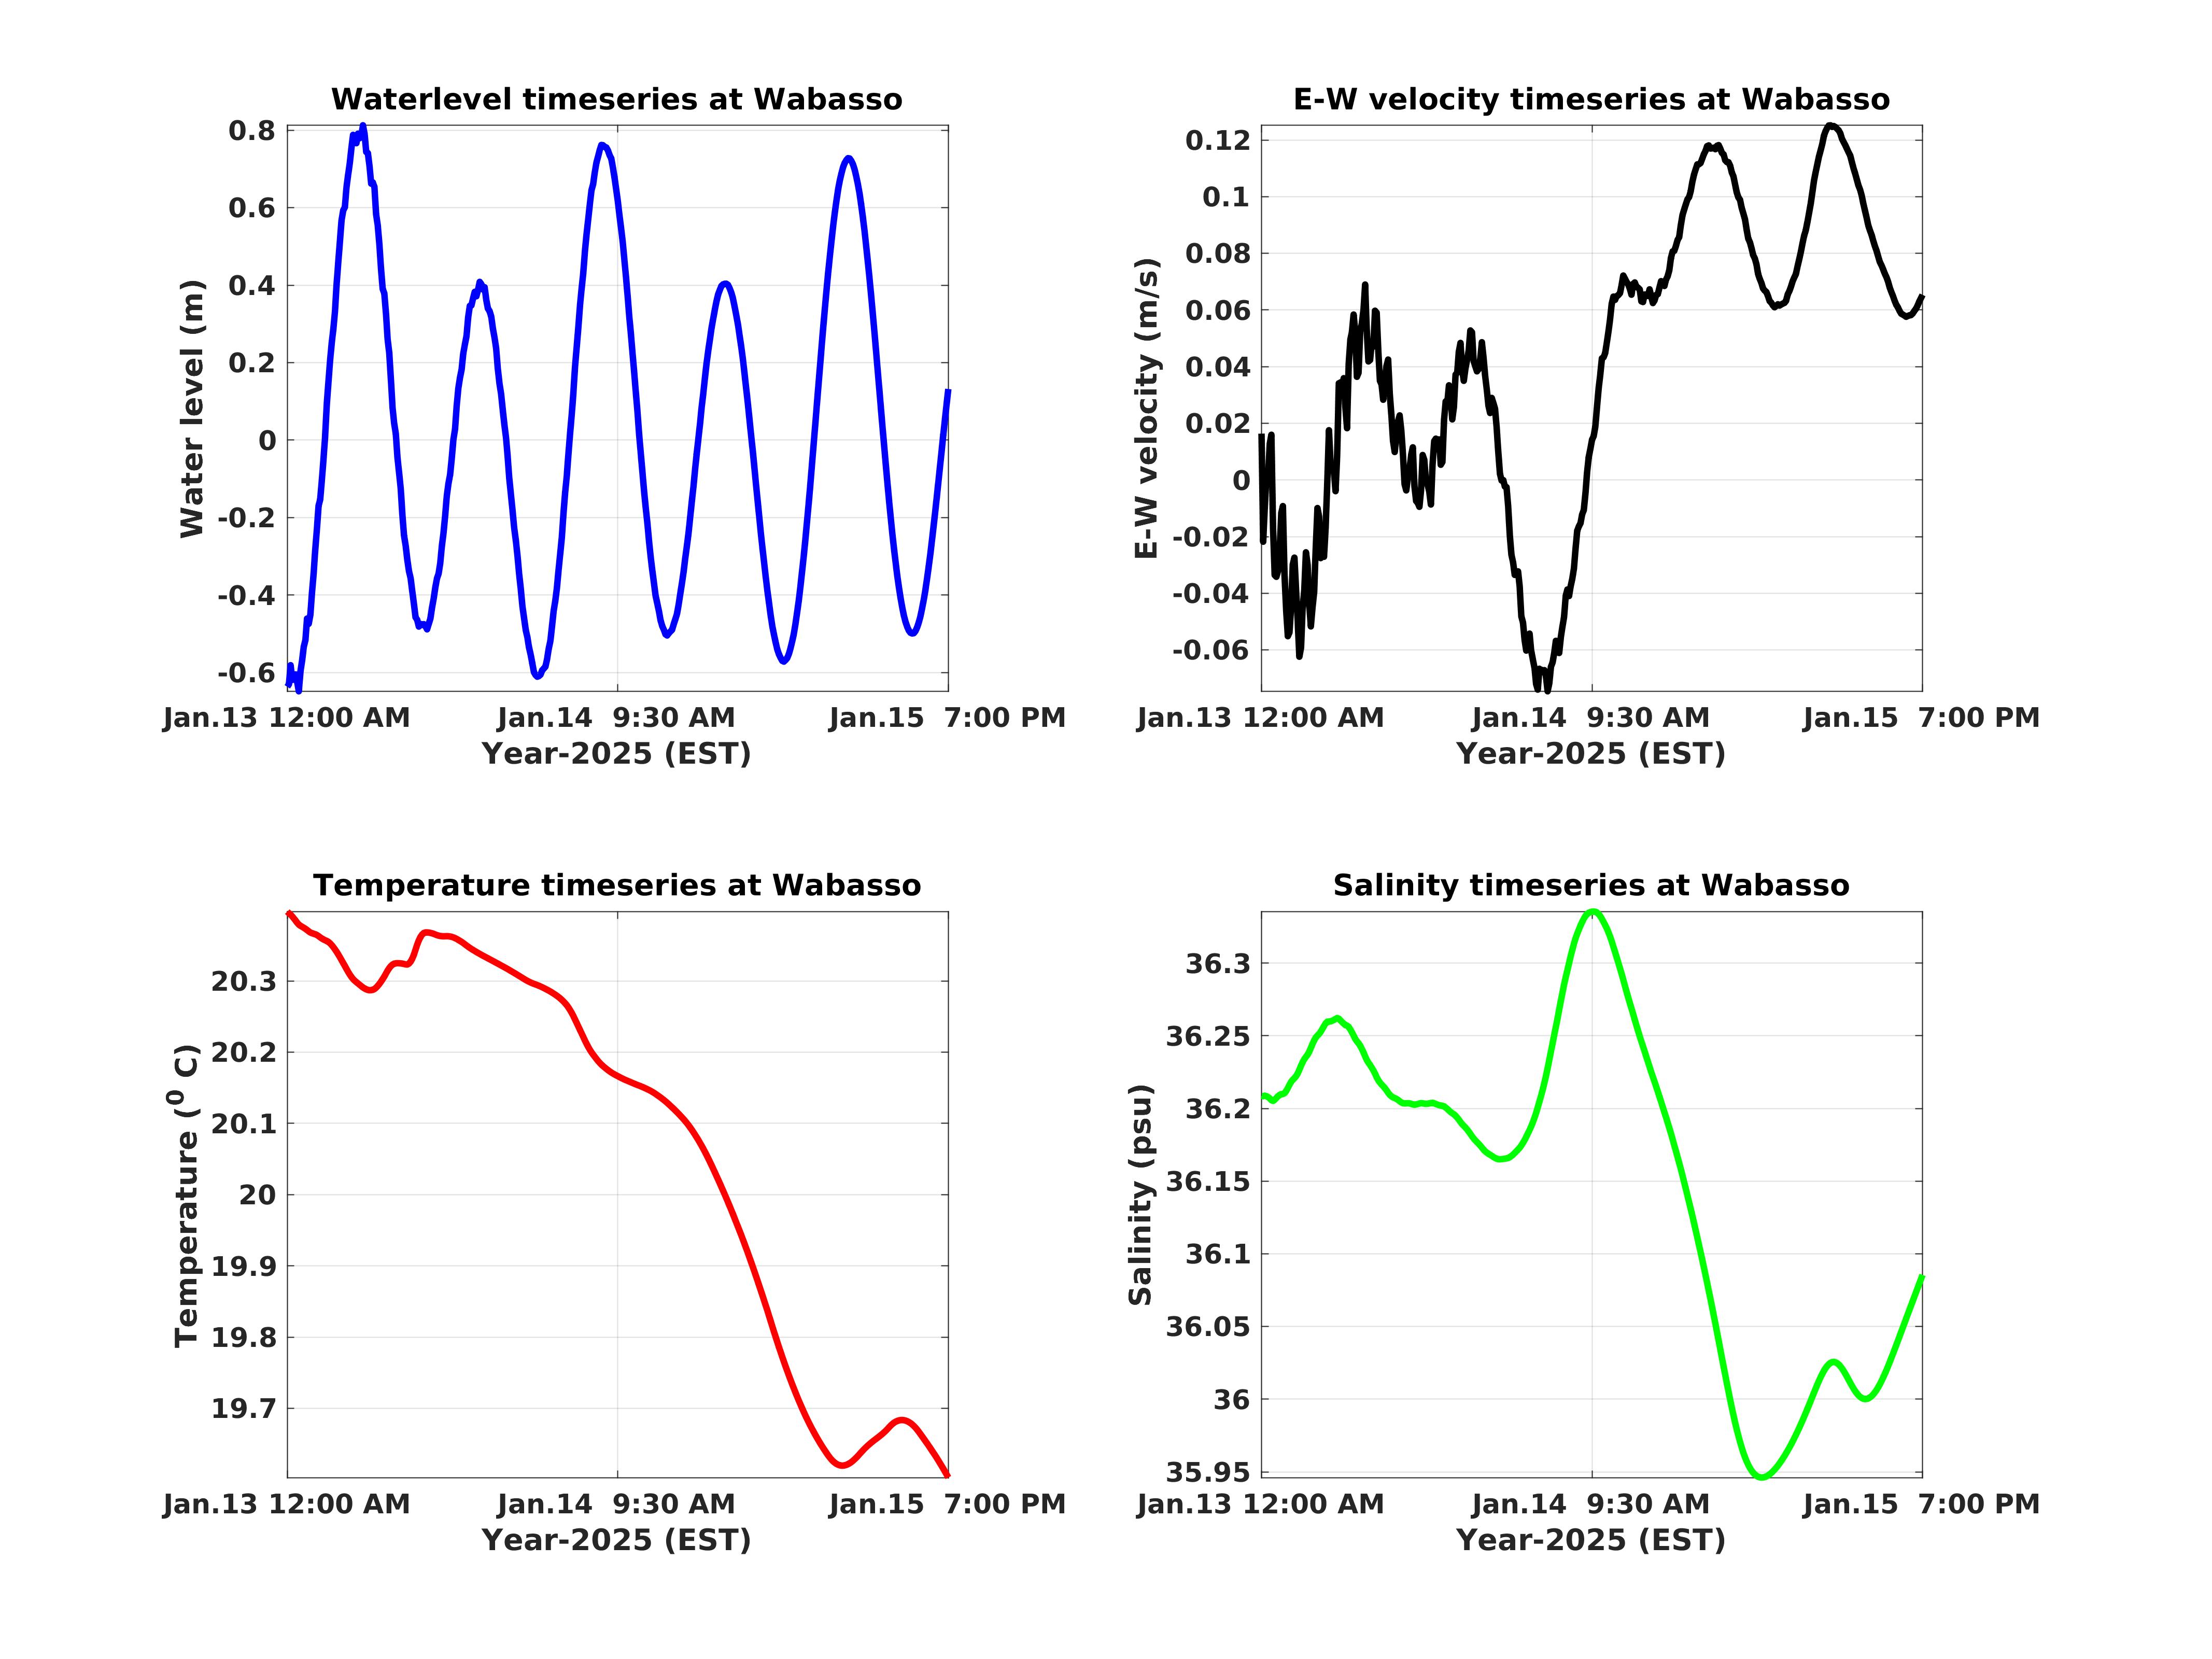 Waterlevel timeseries at Wabasso
0.8
0.6
0.4
0.2
0
-0.2
-0.4
-0.6
Water level (m)
Jan.13 12:00 AM
Jan.14  9:30 AM
Jan.15  7:00 PM
Year-2025 (EST)
E-W velocity timeseries at Wabasso
0.12
0.1
0.08
0.06
0.04
0.02
0
-0.02
-0.04
-0.06
E-W velocity (m/s)
Jan.13 12:00 AM
Jan.14  9:30 AM
Jan.15  7:00 PM
Year-2025 (EST)
Temperature timeseries at Wabasso
20.3
20.2
20.1
20
19.9
19.8
19.7
Temperature (⁰ C)
Jan.13 12:00 AM
Jan.14  9:30 AM
Jan.15  7:00 PM
Year-2025 (EST)
Salinity timeseries at Wabasso
36.3
36.25
36.2
36.15
36.1
36.05
36
35.95
Salinity (psu)
Jan.13 12:00 AM
Jan.14  9:30 AM
Jan.15  7:00 PM
Year-2025 (EST)